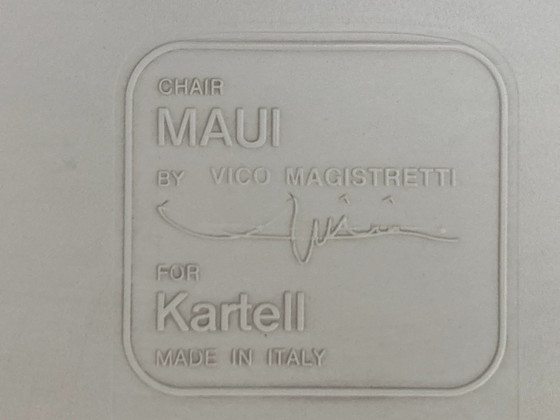 CHAIR
MAUI
BY VICO MAGISTRETTI
FOR
Kartell
MADE IN ITALY